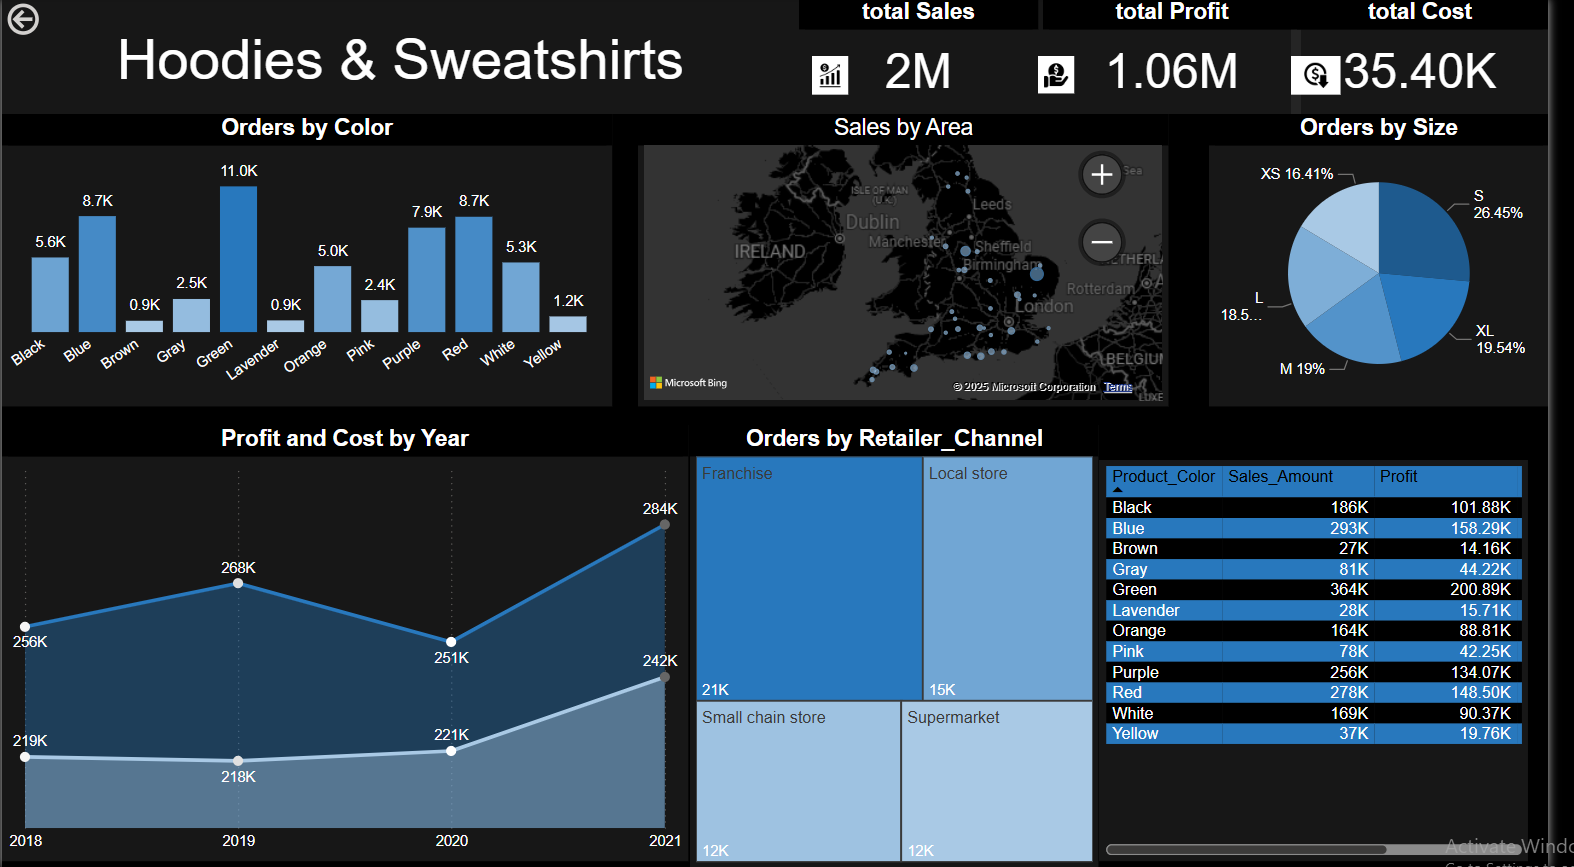 Hoodies & Sweatshirts
total Sales
2M
total Profit
1.06M
total Cost
35.40K
Orders by Color
5.6K
8.7K
0.9K
2.5K
11.0K
0.9K
5.0K
2.4K
7.9K
8.7K
5.3K
1.2K
Black
Blue
Brown
Gray
Green
Lavender
Orange
Pink
Purple
Red
White
Yellow
Sales by Area
Sea
ISLE OF MAN
(U.K.)
Leeds
Dublin
Manchester
Sheffield
IRELAND
Birmingham
Rotterdam
London
Microsoft Bing
© 2025 Microsoft Corporation Terms
Orders by Size
XS 16.41%
S
26.45%
L
18.5...
XL
19.54%
M 19%
Profit and Cost by Year
256K
268K
251K
284K
219K
218K
221K
242K
2018
2019
2020
2021
Orders by Retailer_Channel
Franchise
21K
Local store
15K
Small chain store
12K
Supermarket
12K
Product_Color Sales_Amount Profit
Black 186K 101.88K
Blue 293K 158.29K
Brown 27K 14.16K
Gray 81K 44.22K
Green 364K 200.89K
Lavender 28K 15.71K
Orange 164K 88.81K
Pink 78K 42.25K
Purple 256K 134.07K
Red 278K 148.50K
White 169K 90.37K
Yellow 37K 19.76K
Activate Windo